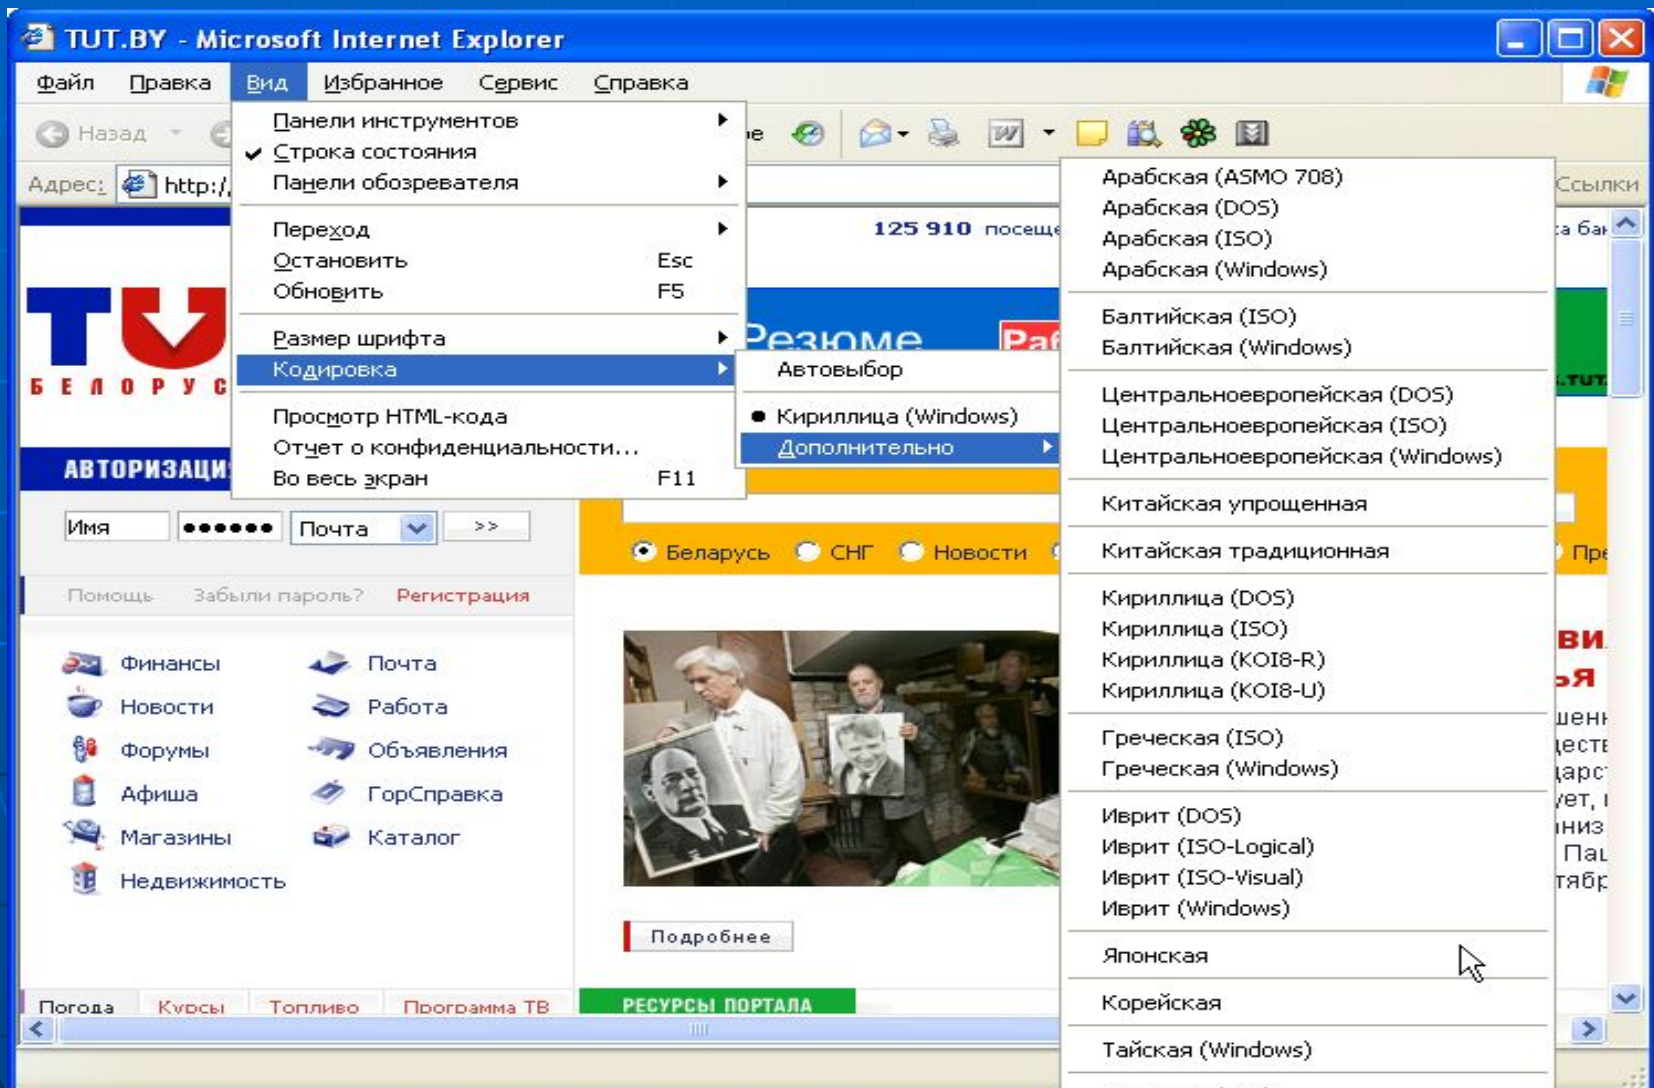 TUT.BY - Microsoft Internet Explorer
Файл Правка Вид Избранное Сервис Справка
Назад
Адрес: http:/
Ссылки
Панели инструментов
Строка состояния
Панели обозревателя
Переход
Остановить Esc
Обновить F5
Размер шрифта
Кодировка
Просмотр HTML-кода
Отчет о конфиденциальности...
Во весь экран F11
Автовыбор
Кириллица (Windows)
Дополнительно
Арабская (ASMO 708)
Арабская (DOS)
Арабская (ISO)
Арабская (Windows)
Балтийская (ISO)
Балтийская (Windows)
Центральноевропейская (DOS)
Центральноевропейская (ISO)
Центральноевропейская (Windows)
Китайская упрощенная
Китайская традиционная
Кириллица (DOS)
Кириллица (ISO)
Кириллица (KOI8-R)
Кириллица (KOI8-U)
Греческая (ISO)
Греческая (Windows)
Иврит (DOS)
Иврит (ISO-Logical)
Иврит (ISO-Visual)
Иврит (Windows)
Японская
Корейская
Тайская (Windows)
125 910 посеще
TU
БЕЛОРУС
Резюме Раб
АВТОРИЗАЦИ
Имя Почта >>
Беларусь СНГ Новости Пре
Помощь Забыли пароль? Регистрация
Финансы Почта
Новости Работа
Форумы Объявления
Афиша ГорСправка
Магазины Каталог
Недвижимость
Подробнее
Погода Курсы Топливо Программа ТВ
РЕСУРСЫ ПОРТАЛА